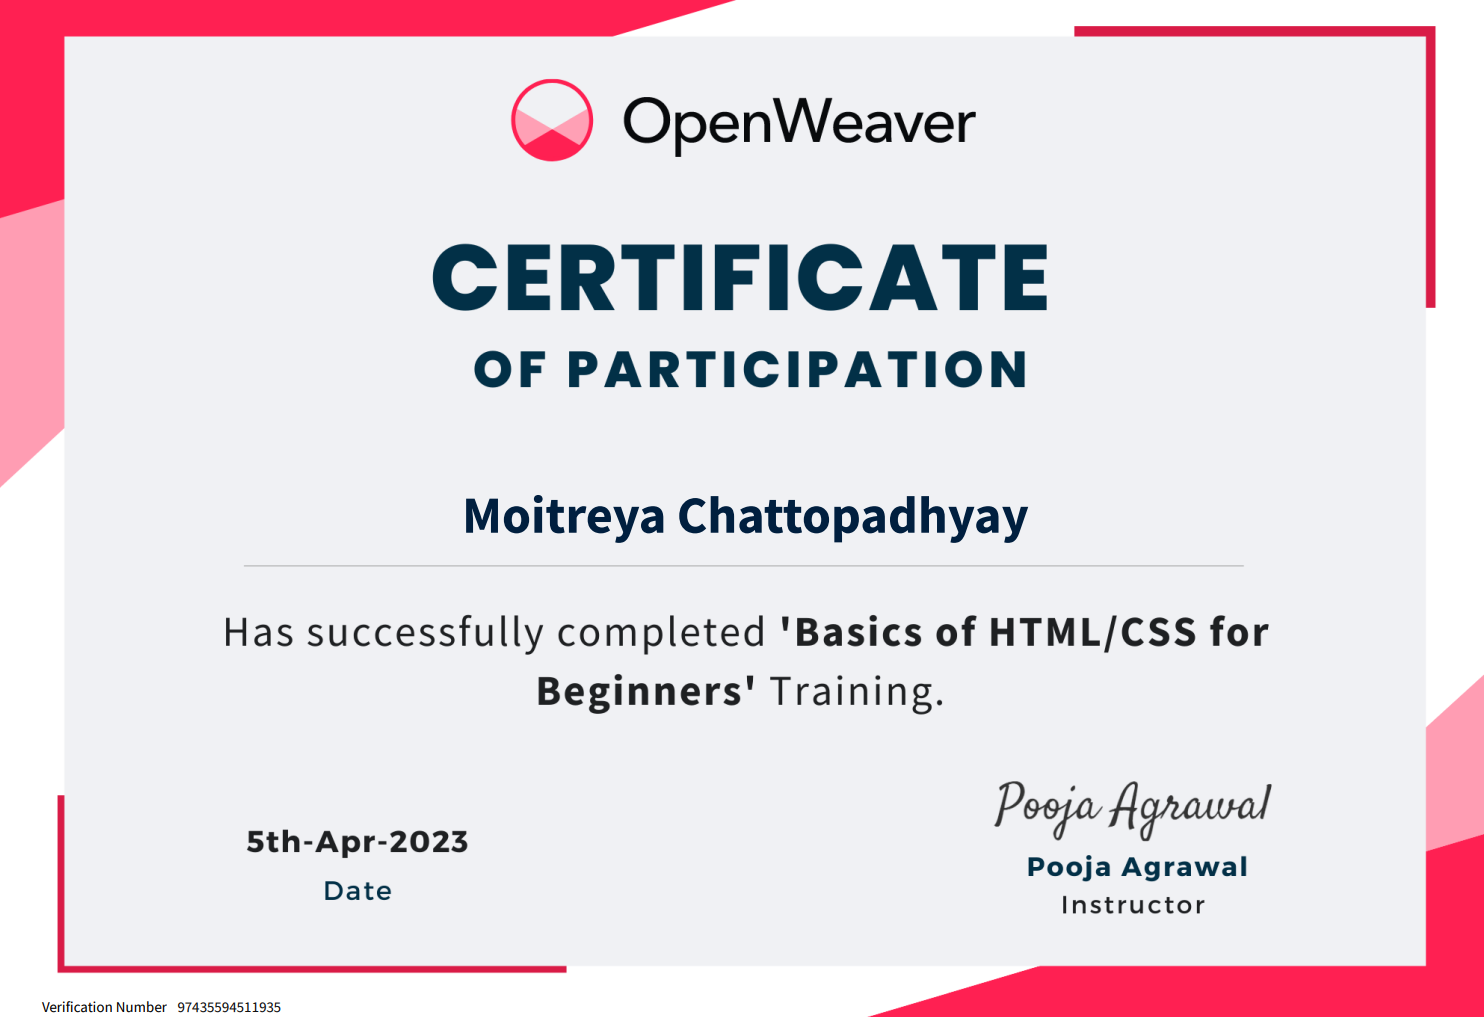 OpenWeaver
CERTIFICATE
OF PARTICIPATION
Moitreya Chattopadhyay
Has successfully completed 'Basics of HTML/CSS for
Beginners' Training.
5th-Apr-2023
Date
Pooja Agrawal
Pooja Agrawal
Instructor
Verification Number 97435594511935